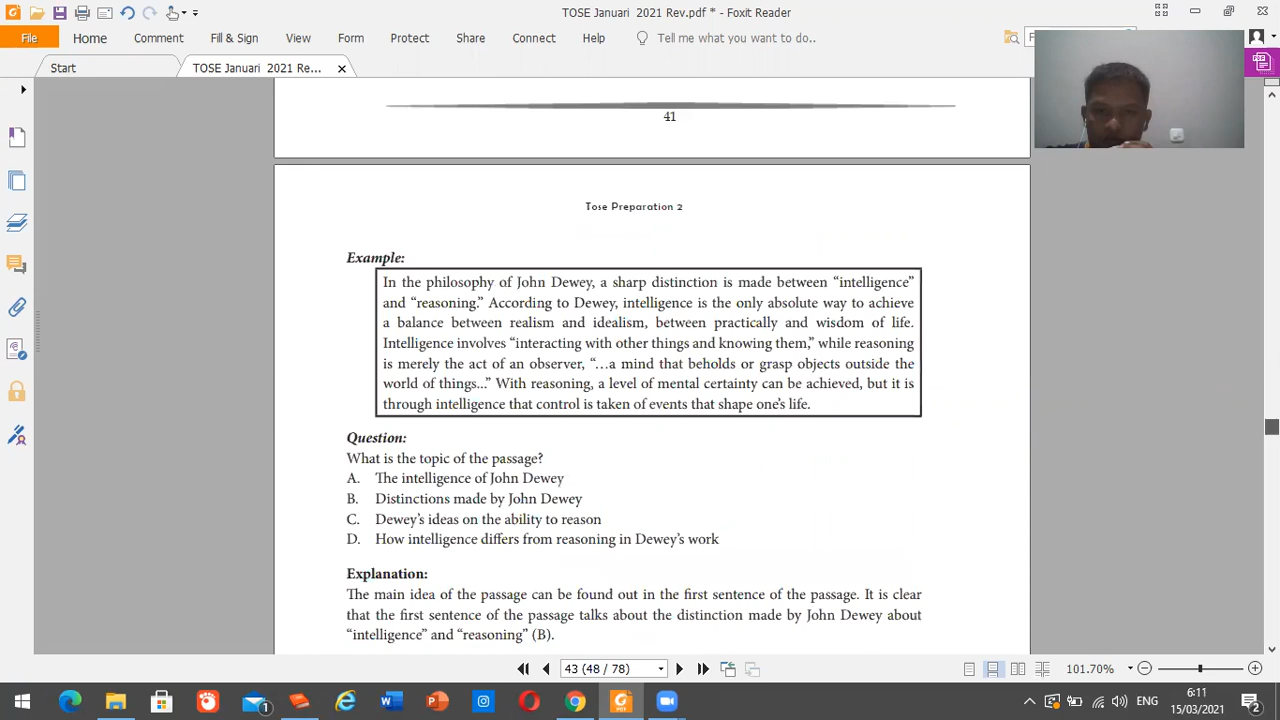 TOSE Januari  2021 Rev.pdf * - Foxit Reader
File Home Comment Fill & Sign View Form Protect Share Connect Help Tell me what you want to do..
Start TOSE Januari  2021 Re...
41
Tose Preparation 2
Example:
In the philosophy of John Dewey, a sharp distinction is made between “intelligence”
and “reasoning.” According to Dewey, intelligence is the only absolute way to achieve
a balance between realism and idealism, between practically and wisdom of life.
Intelligence involves “interacting with other things and knowing them,” while reasoning
is merely the act of an observer, “…a mind that beholds or grasp objects outside the
world of things...” With reasoning, a level of mental certainty can be achieved, but it is
through intelligence that control is taken of events that shape one’s life.
Question:
What is the topic of the passage?
A. The intelligence of John Dewey
B. Distinctions made by John Dewey
C. Dewey’s ideas on the ability to reason
D. How intelligence differs from reasoning in Dewey’s work
Explanation:
The main idea of the passage can be found out in the first sentence of the passage. It is clear
that the first sentence of the passage talks about the distinction made by John Dewey about
“intelligence” and “reasoning” (B).
43 (48 / 78) 101.70%
ENG 6:11
15/03/2021
1
2